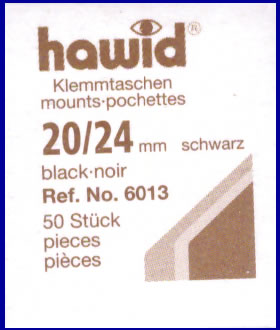 hawid®
Klemmtaschen
mounts·pochettes
20/24 mm schwarz
black·noir
Ref. No. 6013
50 Stück
pieces
pièces